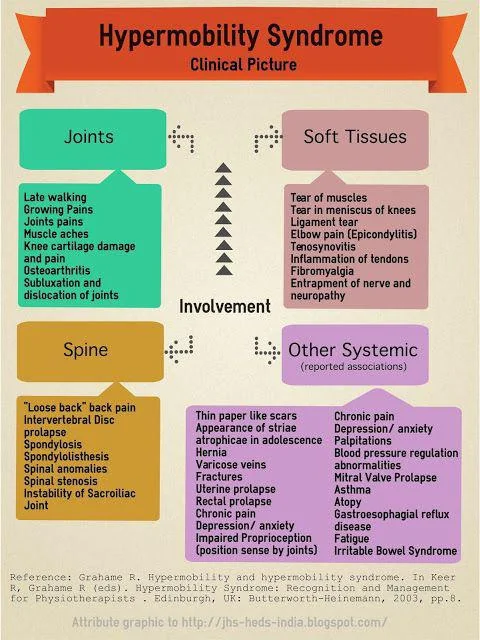 Hypermobility Syndrome
Clinical Picture
Joints
Late walking
Growing Pains
Joints pains
Muscle aches
Knee cartilage damage
and pain
Osteoarthritis
Subluxation and
dislocation of joints
Soft Tissues
Tear of muscles
Tear in meniscus of knees
Ligament tear
Elbow pain (Epicondylitis)
Tenosynovitis
Inflammation of tendons
Fibromyalgia
Entrapment of nerve and
neuropathy
Involvement
Spine
"Loose back" back pain
Intervertebral Disc
prolapse
Spondylosis
Spondylolisthesis
Spinal anomalies
Spinal stenosis
Instability of Sacroiliac
Joint
Other Systemic
(reported associations)
Thin paper like scars
Appearance of striae
atrophicae in adolescence
Hernia
Varicose veins
Fractures
Uterine prolapse
Rectal prolapse
Chronic pain
Depression/ anxiety
Impaired Proprioception
(position sense by joints)
Chronic pain
Depression/ anxiety
Palpitations
Blood pressure regulation
abnormalities
Mitral Valve Prolapse
Asthma
Atopy
Gastroesophagial reflux
disease
Fatigue
Irritable Bowel Syndrome
Reference: Grahame R. Hypermobility and hypermobility syndrome. In Keer
R, Grahame R (eds). Hypermobility Syndrome: Recognition and Management
for Physiotherapists . Edinburgh, UK: Butterworth-Heinemann, 2003, pp.8.
Attribute graphic to http://jhs-heds-india.blogspot.com/